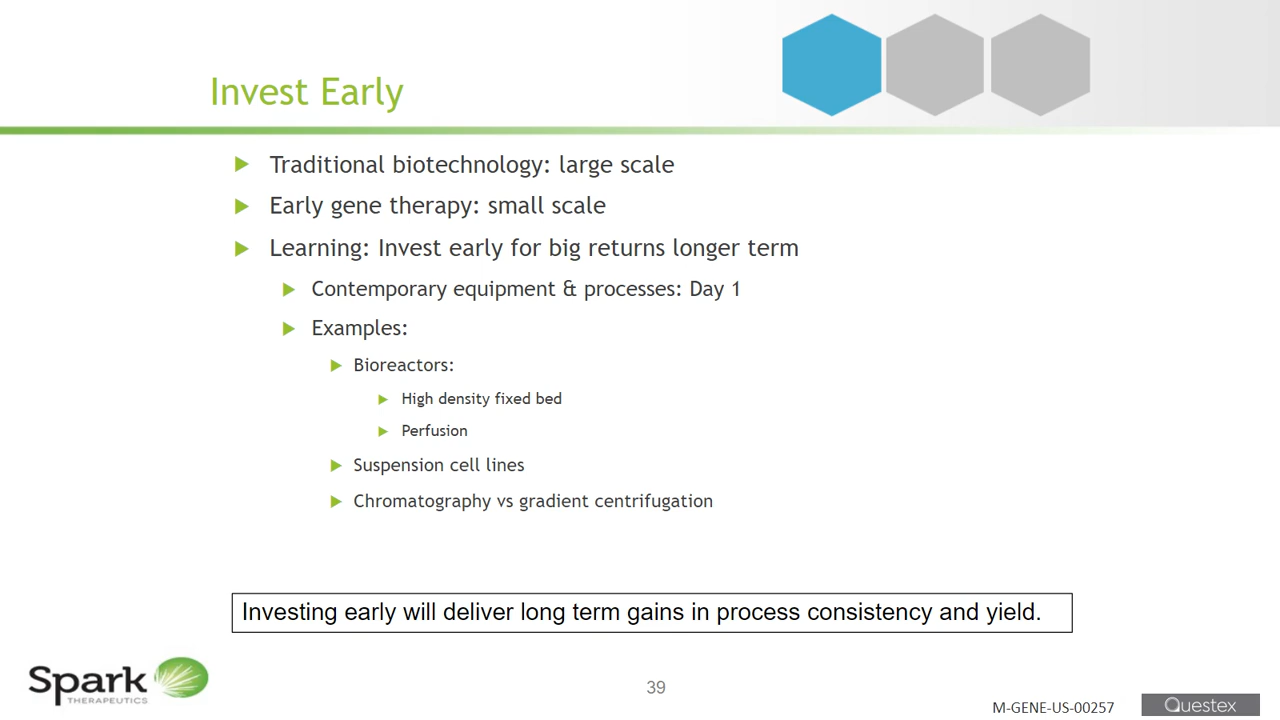 Invest Early
Traditional biotechnology: large scale
Early gene therapy: small scale
Learning: Invest early for big returns longer term
Contemporary equipment & processes: Day 1
Examples:
Bioreactors:
High density fixed bed
Perfusion
Suspension cell lines
Chromatography vs gradient centrifugation
Investing early will deliver long term gains in process consistency and yield.
Spark
THERAPEUTICS
39
M-GENE-US-00257
Questex